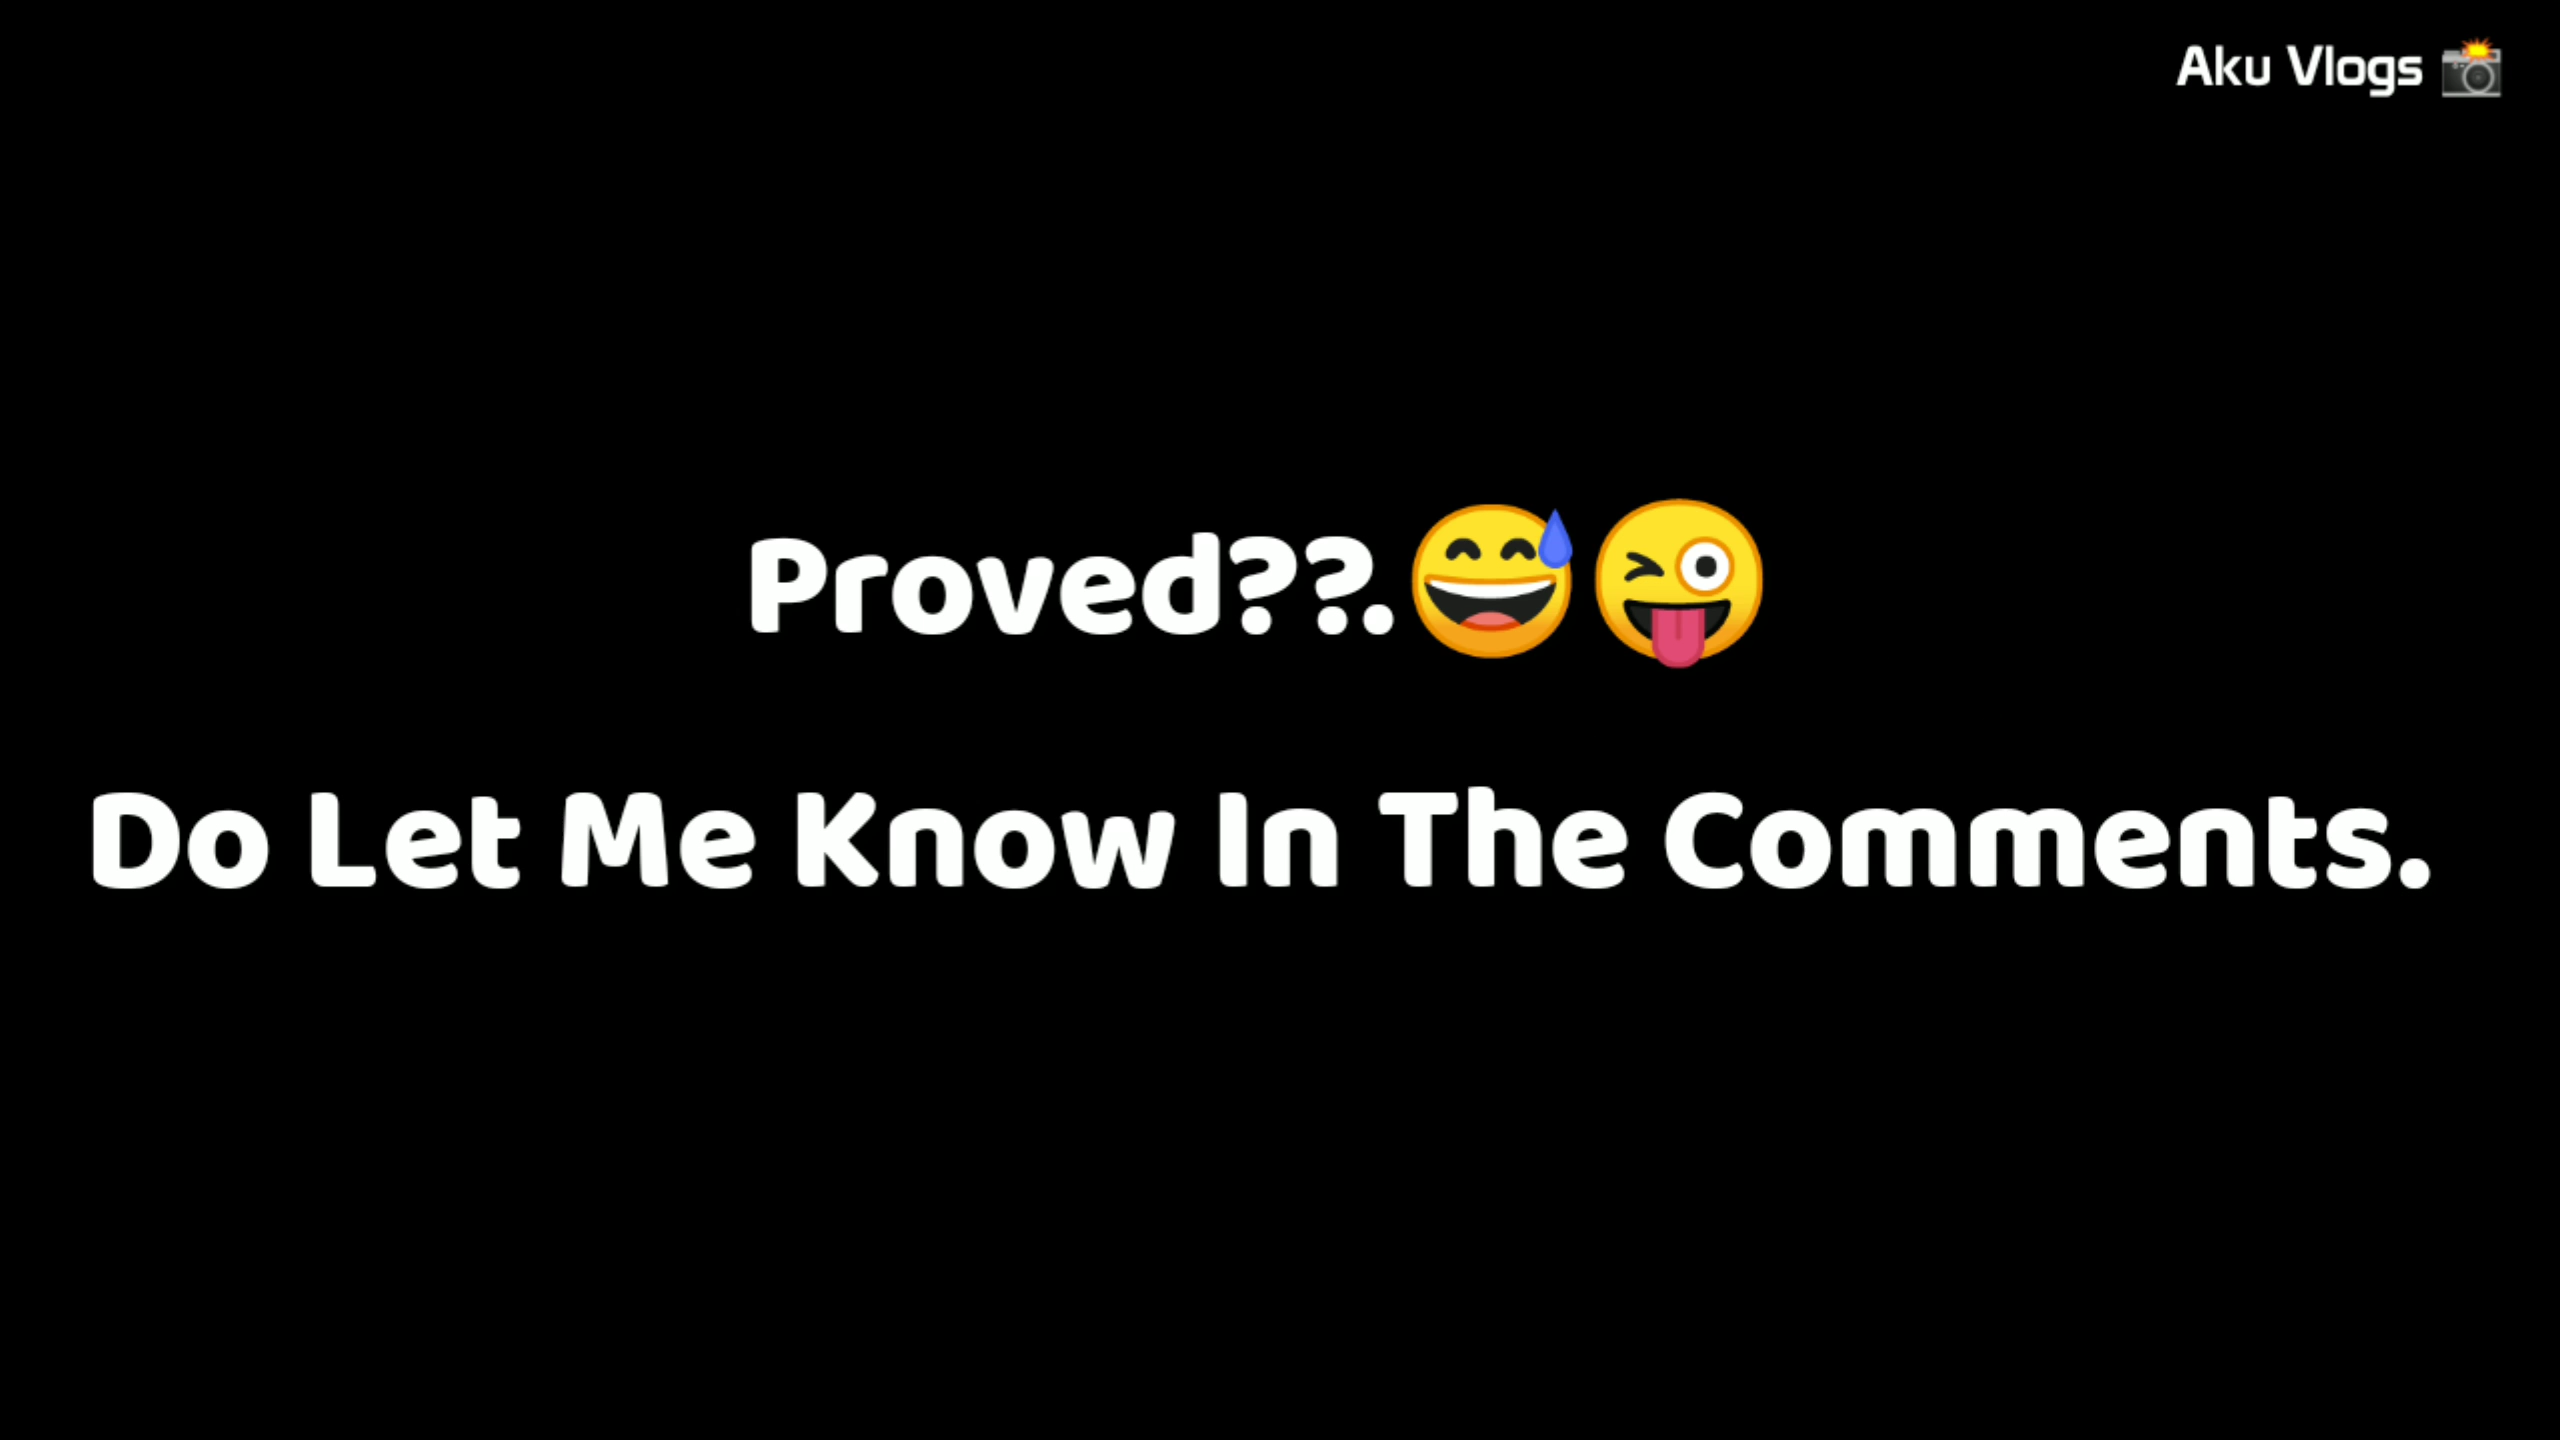 Aku Vlogs 📸
Proved??.😅😜
Do Let Me Know In The Comments.